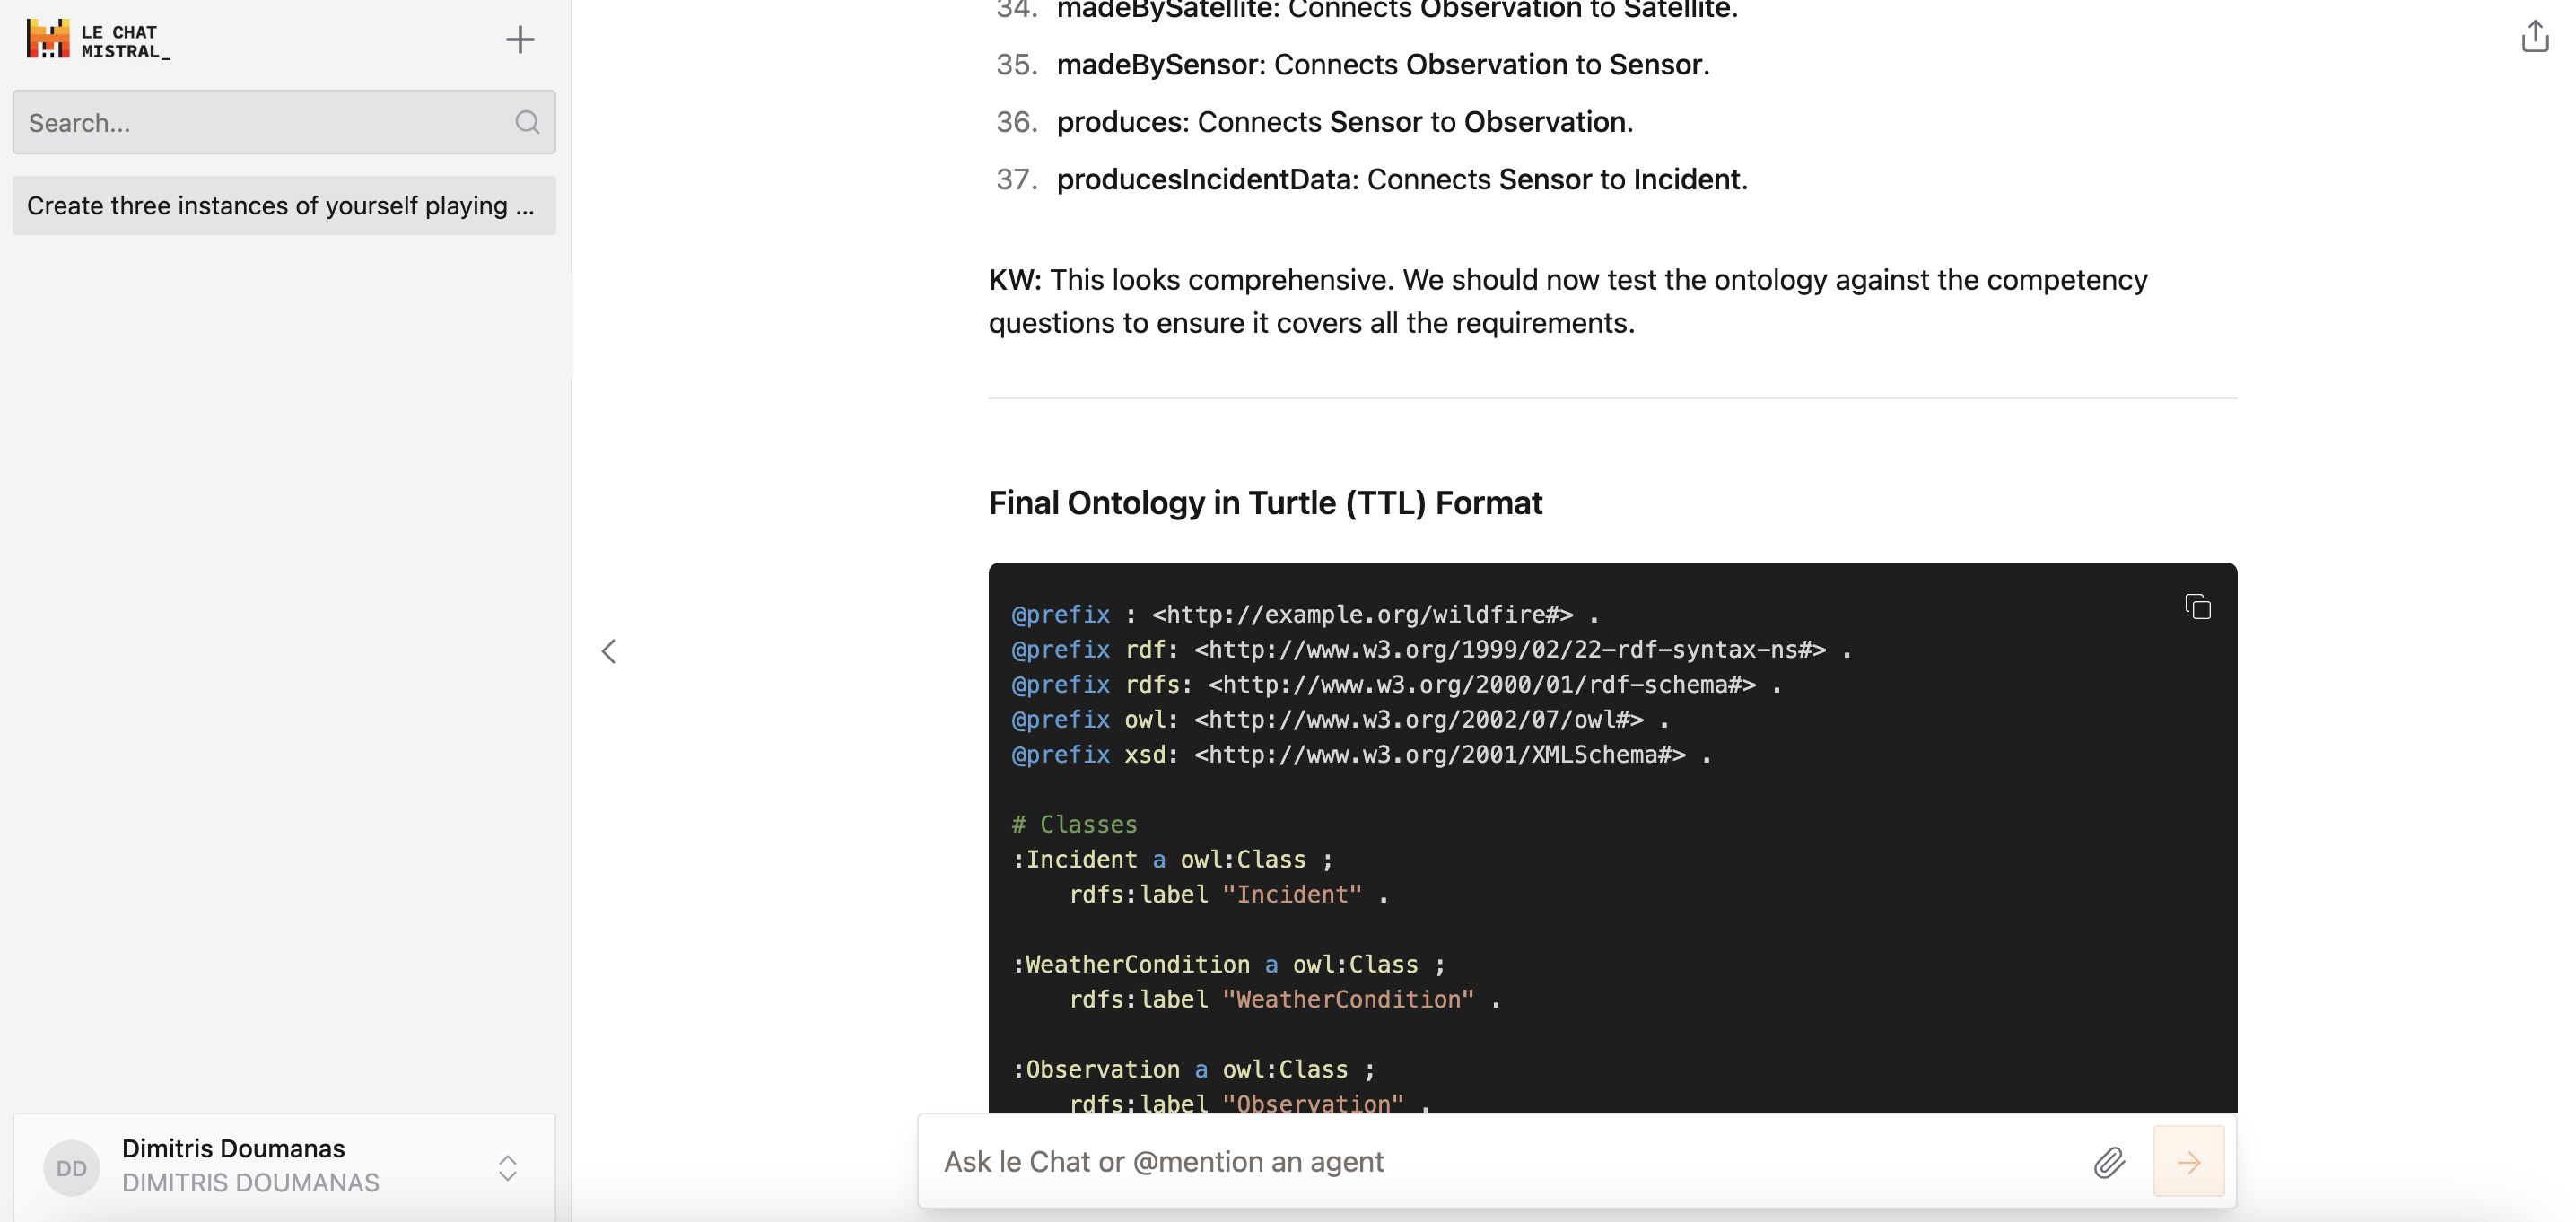 LE CHAT
MISTRAL_
Search...
Create three instances of yourself playing ...
DD
Dimitris Doumanas
DIMITRIS DOUMANAS
34. madeBySatellite: Connects Observation to Satellite.
35. madeBySensor: Connects Observation to Sensor.
36. produces: Connects Sensor to Observation.
37. producesIncidentData: Connects Sensor to Incident.
KW: This looks comprehensive. We should now test the ontology against the competency
questions to ensure it covers all the requirements.
Final Ontology in Turtle (TTL) Format
@prefix : <http://example.org/wildfire#> .
@prefix rdf: <http://www.w3.org/1999/02/22-rdf-syntax-ns#> .
@prefix rdfs: <http://www.w3.org/2000/01/rdf-schema#> .
@prefix owl: <http://www.w3.org/2002/07/owl#> .
@prefix xsd: <http://www.w3.org/2001/XMLSchema#> .
# Classes
:Incident a owl:Class ;
    rdfs:label "Incident" .
:WeatherCondition a owl:Class ;
    rdfs:label "WeatherCondition" .
:Observation a owl:Class ;
    rdfs:label "Observation" .
Ask le Chat or @mention an agent